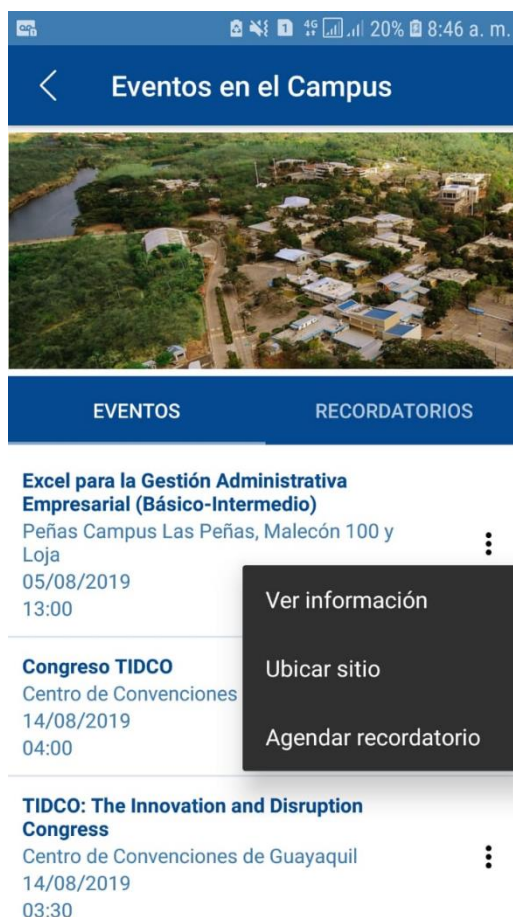 1 4G 20% 8:46 a. m.
Eventos en el Campus
EVENTOS RECORDATORIOS
Excel para la Gestión Administrativa
Empresarial (Básico-Intermedio)
Peñas Campus Las Peñas, Malecón 100 y
Loja
05/08/2019
13:00
Ver información
Ubicar sitio
Agendar recordatorio
Congreso TIDCO
Centro de Convenciones
14/08/2019
04:00
TIDCO: The Innovation and Disruption
Congress
Centro de Convenciones de Guayaquil
14/08/2019
03:30